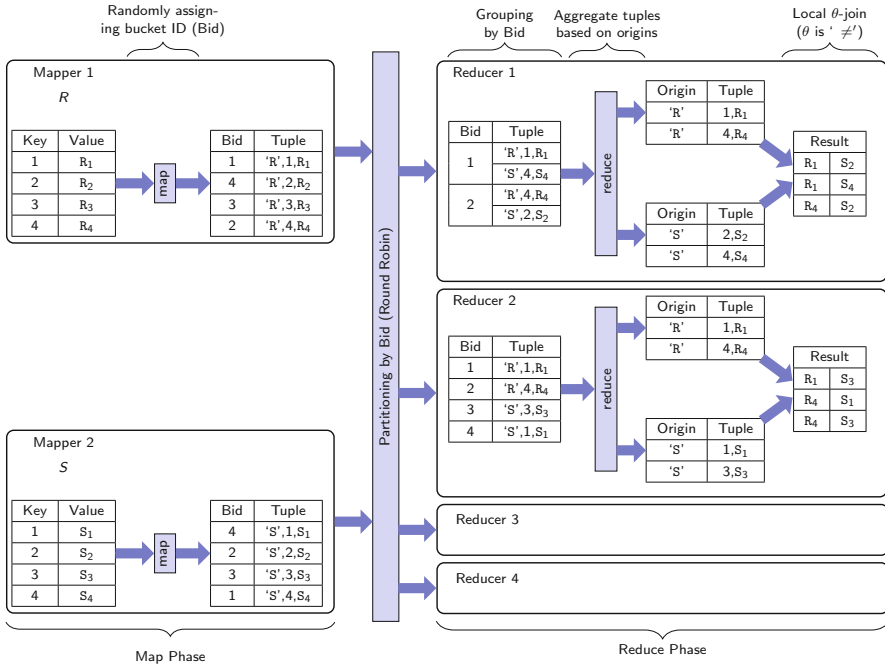 Randomly assign-
ning bucket ID (Bid)
Grouping
by Bid
Aggregate tuples
based on origins
Local θ-join
(θ is ‘ ≠’)
Mapper 1
R
Key Value
1 R1
2 R2
3 R3
4 R4
map
Bid Tuple
1 ‘R’,1,R1
4 ‘R’,2,R2
3 ‘R’,3,R3
2 ‘R’,4,R4
Mapper 2
S
Key Value
1 S1
2 S2
3 S3
4 S4
map
Bid Tuple
4 ‘S’,1,S1
2 ‘S’,2,S2
3 ‘S’,3,S3
1 ‘S’,4,S4
Map Phase
Partitioning by Bid (Round Robin)
Reducer 1
Bid Tuple
1 ‘R’,1,R1
‘S’,4,S4
2 ‘R’,4,R4
‘S’,2,S2
reduce
Origin Tuple
‘R’ 1,R1
‘R’ 4,R4
Origin Tuple
‘S’ 2,S2
‘S’ 4,S4
Result
R1 S2
R1 S4
R4 S2
Reducer 2
Bid Tuple
1 ‘R’,1,R1
2 ‘R’,4,R4
3 ‘S’,3,S3
4 ‘S’,1,S1
reduce
Origin Tuple
‘R’ 1,R1
‘R’ 4,R4
Origin Tuple
‘S’ 1,S1
‘S’ 3,S3
Result
R1 S3
R4 S1
R4 S3
Reducer 3
Reducer 4
Reduce Phase